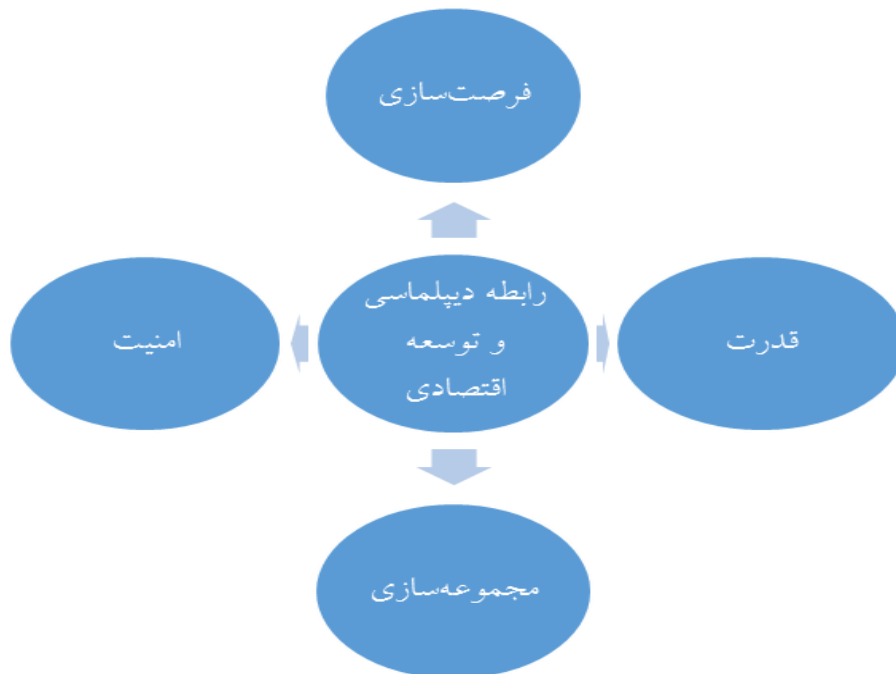 فرصت‌سازی
رابطه دیپلماسی
و توسعه
اقتصادی
قدرت
امنیت
مجموعه‌سازی